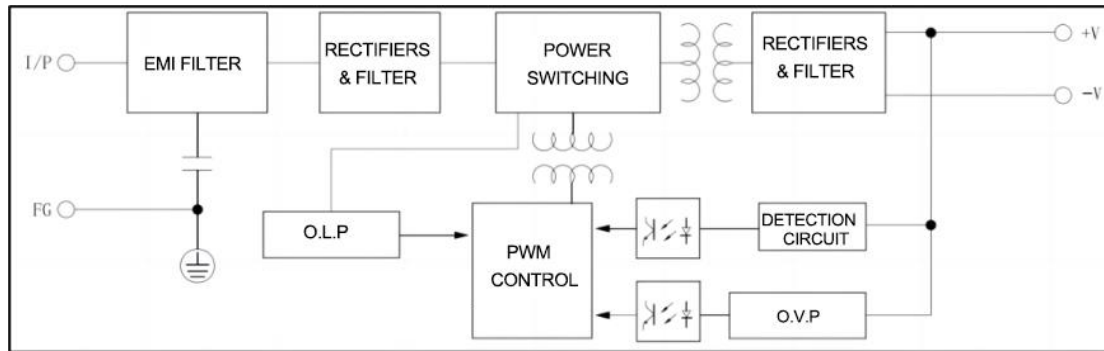 I/P
EMI FILTER
RECTIFIERS
& FILTER
POWER
SWITCHING
RECTIFIERS
& FILTER
+V
-V
FG
O.L.P
PWM
CONTROL
DETECTION
CIRCUIT
O.V.P